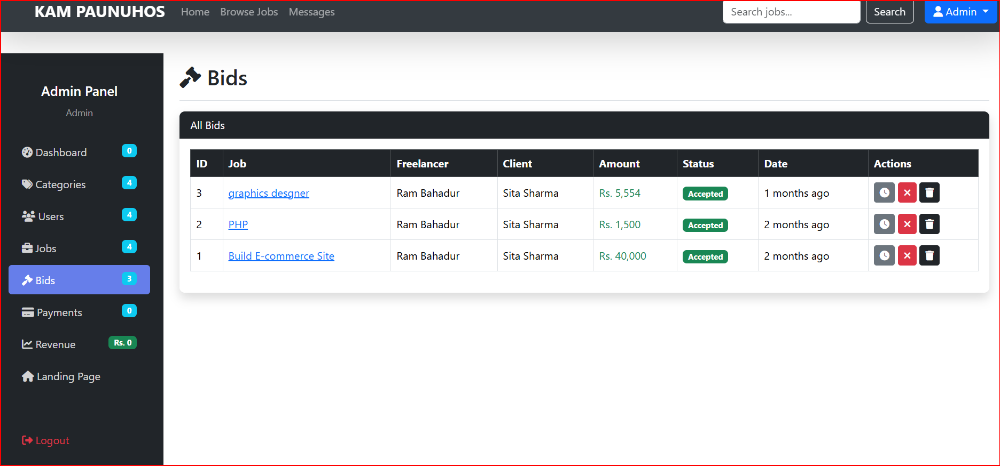 KAM PAUNUHOS Home Browse Jobs Messages Search jobs... Search Admin
Admin Panel
Admin
Dashboard 0
Categories 4
Users 4
Jobs 4
Bids 3
Payments 0
Revenue Rs. 0
Landing Page
Logout
Bids
All Bids
ID Job Freelancer Client Amount Status Date Actions
3 graphics desgner Ram Bahadur Sita Sharma Rs. 5,554 Accepted 1 months ago
2 PHP Ram Bahadur Sita Sharma Rs. 1,500 Accepted 2 months ago
1 Build E-commerce Site Ram Bahadur Sita Sharma Rs. 40,000 Accepted 2 months ago